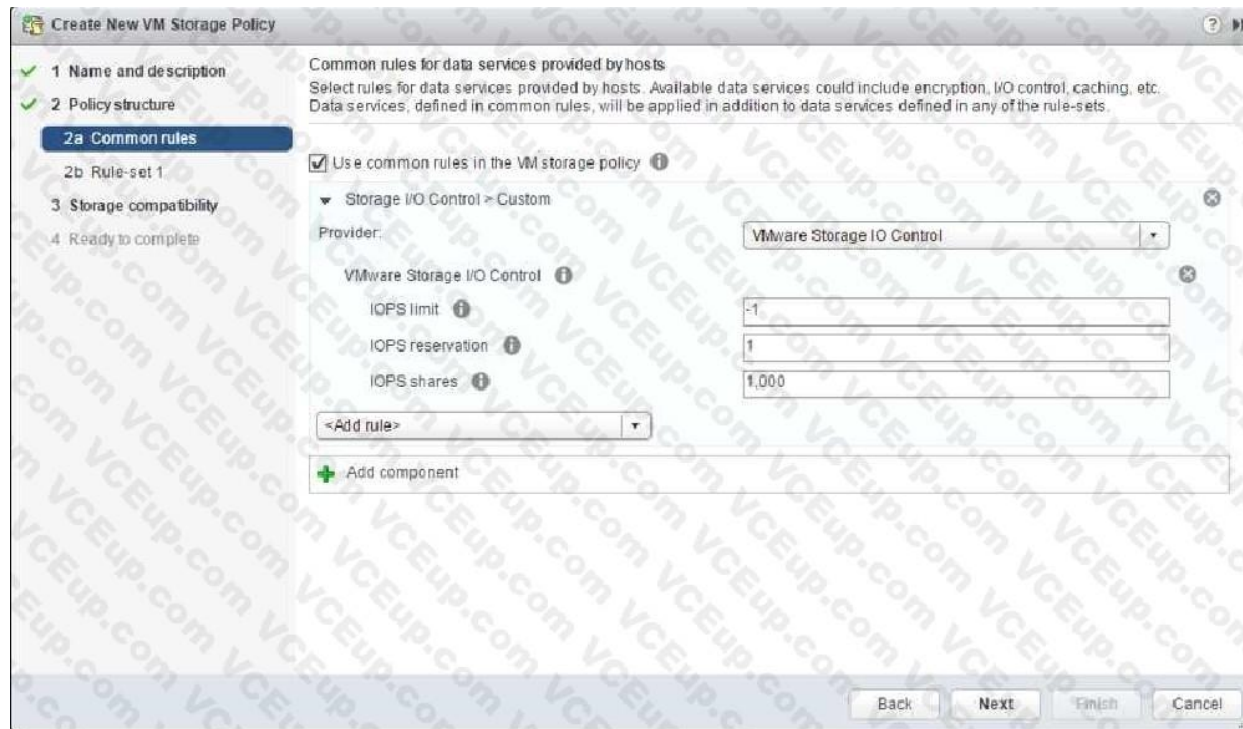 Create New VM Storage Policy
?
1 Name and description
2 Policy structure
2a Common rules
2b Rule-set 1
3 Storage compatibility
4 Ready to complete
Common rules for data services provided by hosts
Select rules for data services provided by hosts. Available data services could include encryption, I/O control, caching, etc.
Data services, defined in common rules, will be applied in addition to data services defined in any of the rule-sets.
Use common rules in the VM storage policy
Storage I/O Control > Custom
Provider:
VMware Storage IO Control
VMware Storage I/O Control
IOPS limit
-1
IOPS reservation
1
IOPS shares
1,000
<Add rule>
Add component
Back
Next
Finish
Cancel
VCEup.com